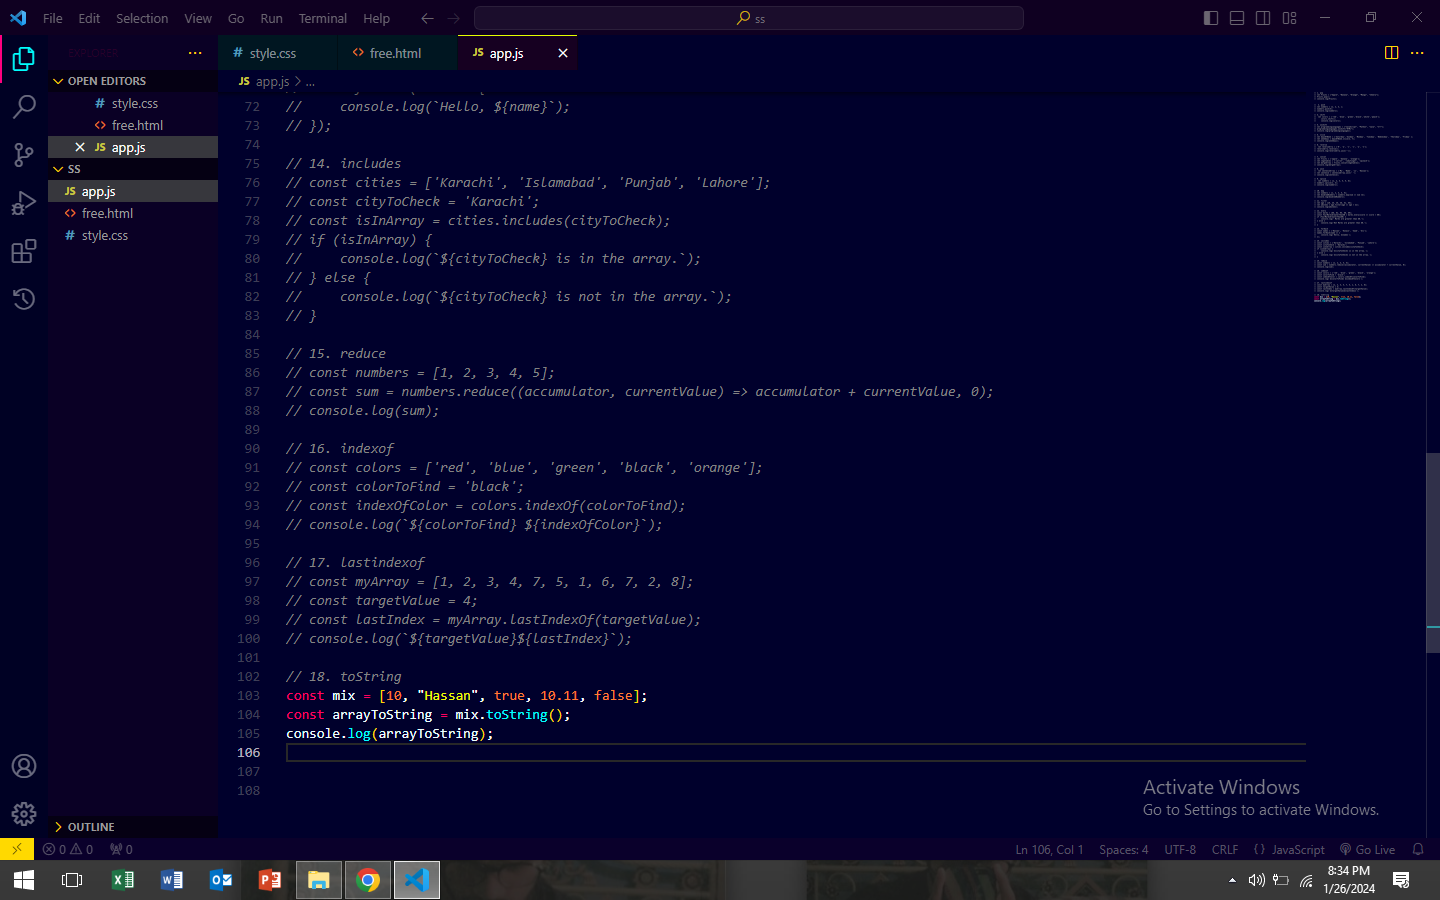 File Edit Selection View Go Run Terminal Help
ss
EXPLORER
style.css
free.html
JS app.js
OPEN EDITORS
style.css
free.html
JS app.js
SS
JS app.js
free.html
style.css
OUTLINE
JS app.js > ...
72 //     console.log(`Hello, ${name}`);
73 // });
74
75 // 14. includes
76 // const cities = ['Karachi', 'Islamabad', 'Punjab', 'Lahore'];
77 // const cityToCheck = 'Karachi';
78 // const isInArray = cities.includes(cityToCheck);
79 // if (isInArray) {
80 //     console.log(`${cityToCheck} is in the array.`);
81 // } else {
82 //     console.log(`${cityToCheck} is not in the array.`);
83 // }
84
85 // 15. reduce
86 // const numbers = [1, 2, 3, 4, 5];
87 // const sum = numbers.reduce((accumulator, currentValue) => accumulator + currentValue, 0);
88 // console.log(sum);
89
90 // 16. indexof
91 // const colors = ['red', 'blue', 'green', 'black', 'orange'];
92 // const colorToFind = 'black';
93 // const indexOfColor = colors.indexOf(colorToFind);
94 // console.log(`${colorToFind} ${indexOfColor}`);
95
96 // 17. lastindexof
97 // const myArray = [1, 2, 3, 4, 7, 5, 1, 6, 7, 2, 8];
98 // const targetValue = 4;
99 // const lastIndex = myArray.lastIndexOf(targetValue);
100 // console.log(`${targetValue}${lastIndex}`);
101
102 // 18. toString
103 const mix = [10, "Hassan", true, 10.11, false];
104 const arrayToString = mix.toString();
105 console.log(arrayToString);
106
107
108
Activate Windows
Go to Settings to activate Windows.
0 0 0
Ln 106, Col 1 Spaces: 4 UTF-8 CRLF {} JavaScript Go Live
8:34 PM
1/26/2024